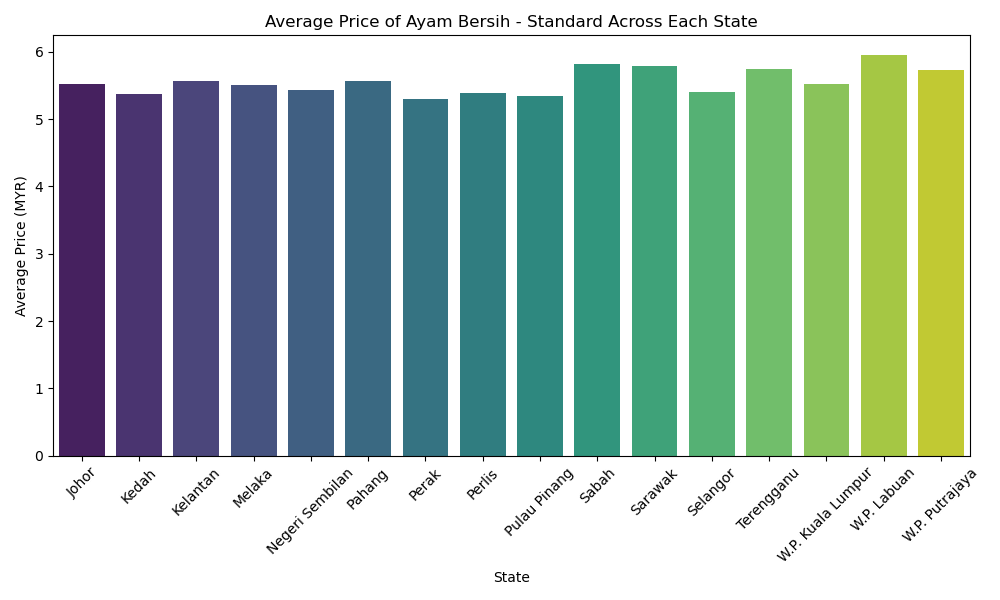 Average Price of Ayam Bersih - Standard Across Each State
Average Price (MYR)
6
5
4
3
2
1
0
Johor
Kedah
Kelantan
Melaka
Negeri Sembilan
Pahang
Perak
Perlis
Pulau Pinang
Sabah
Sarawak
Selangor
Terengganu
W.P. Kuala Lumpur
W.P. Labuan
W.P. Putrajaya
State